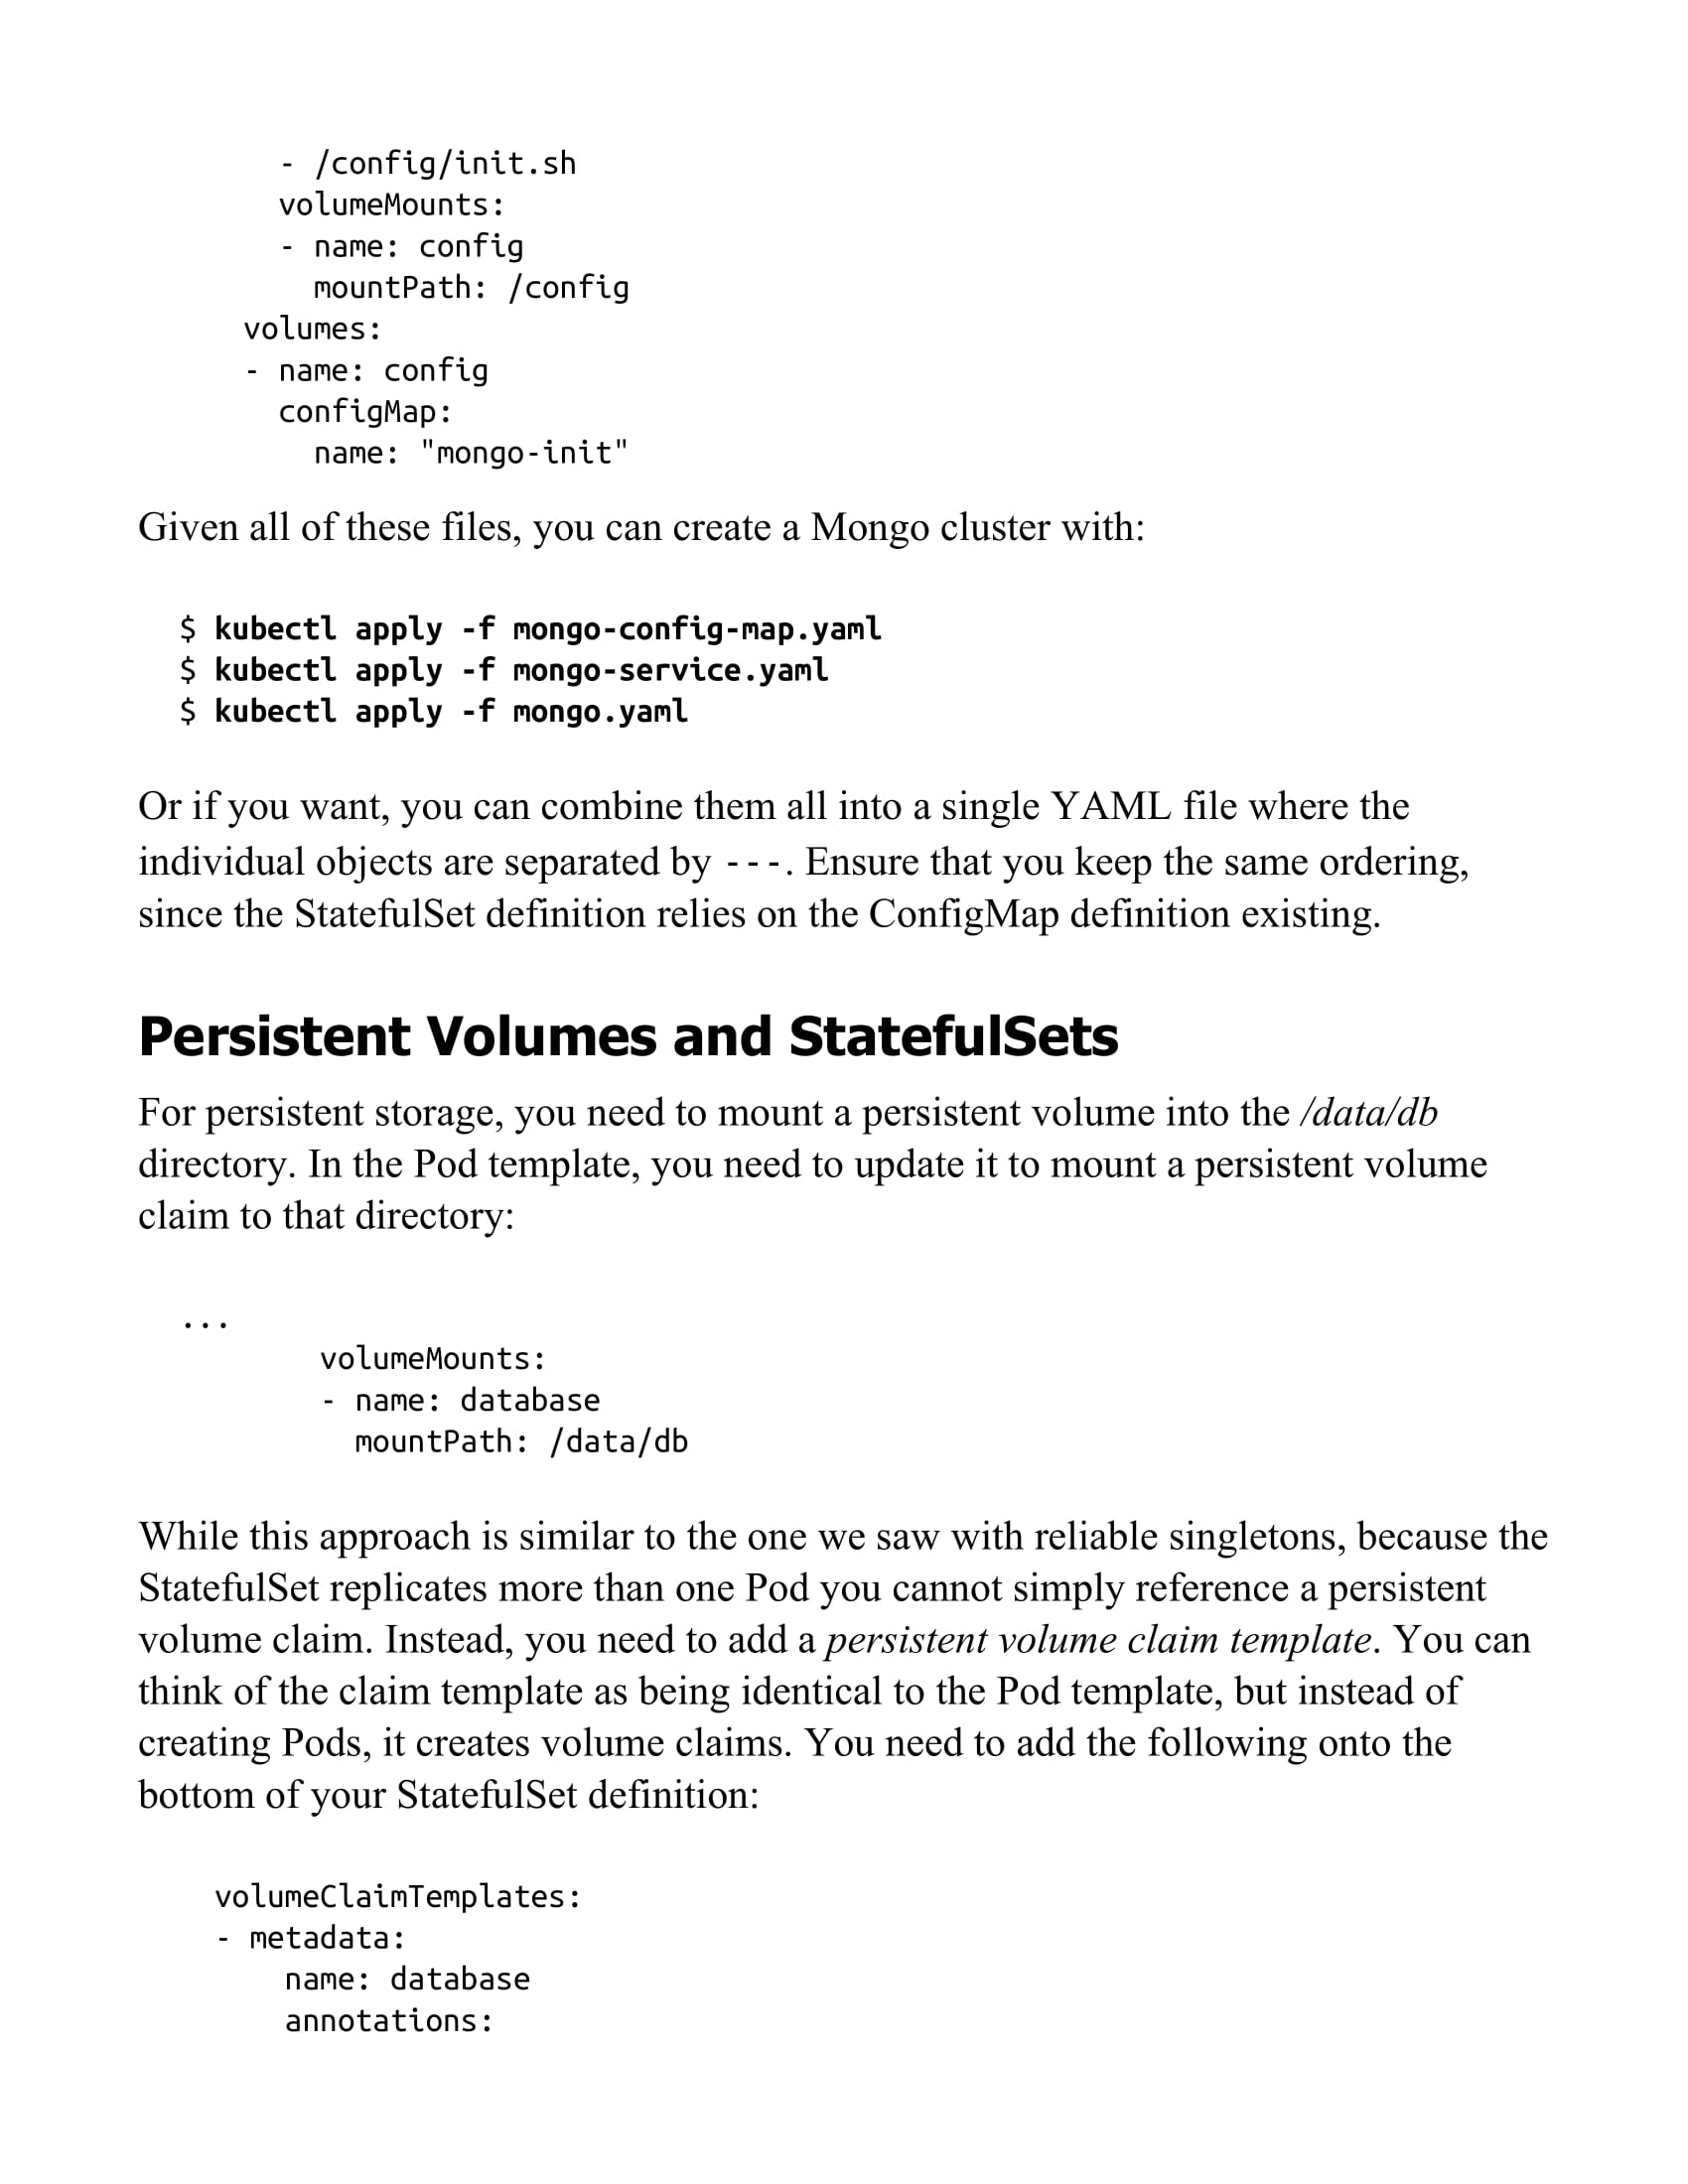 - /config/init.sh
volumeMounts:
- name: config
mountPath: /config
volumes:
- name: config
configMap:
name: "mongo-init"
Given all of these files, you can create a Mongo cluster with:
$ kubectl apply -f mongo-config-map.yaml
$ kubectl apply -f mongo-service.yaml
$ kubectl apply -f mongo.yaml
Or if you want, you can combine them all into a single YAML file where the
individual objects are separated by ---. Ensure that you keep the same ordering,
since the StatefulSet definition relies on the ConfigMap definition existing.
Persistent Volumes and StatefulSets
For persistent storage, you need to mount a persistent volume into the /data/db
directory. In the Pod template, you need to update it to mount a persistent volume
claim to that directory:
...
volumeMounts:
- name: database
mountPath: /data/db
While this approach is similar to the one we saw with reliable singletons, because the
StatefulSet replicates more than one Pod you cannot simply reference a persistent
volume claim. Instead, you need to add a persistent volume claim template. You can
think of the claim template as being identical to the Pod template, but instead of
creating Pods, it creates volume claims. You need to add the following onto the
bottom of your StatefulSet definition:
volumeClaimTemplates:
- metadata:
name: database
annotations: